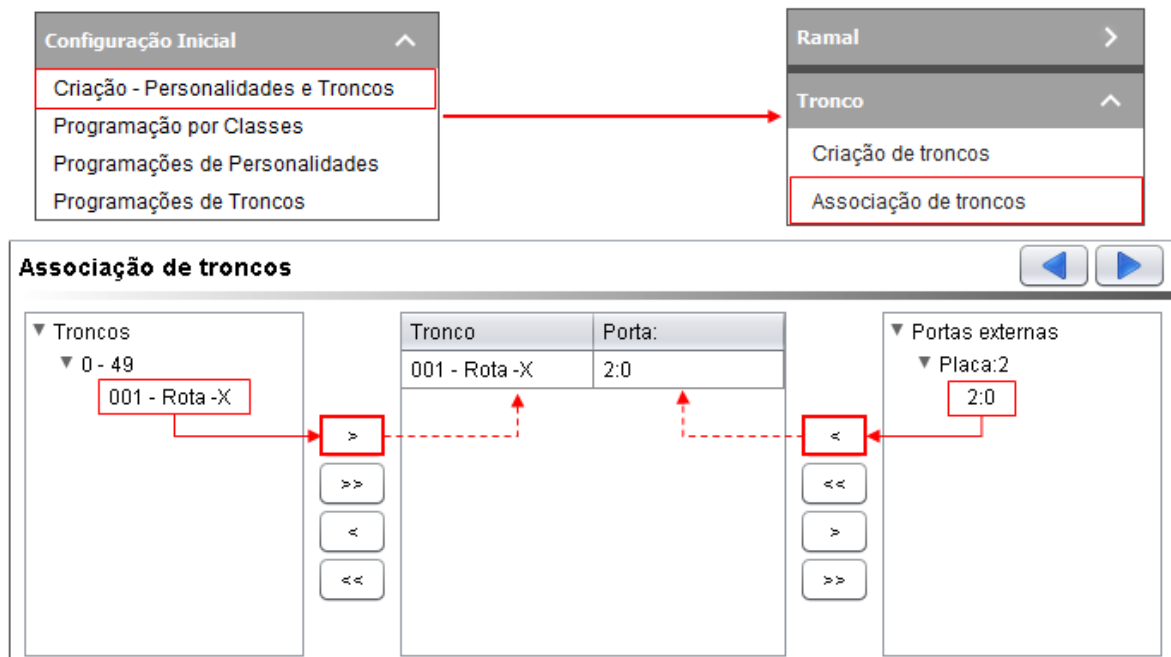 Configuração Inicial
Criação - Personalidades e Troncos
Programação por Classes
Programações de Personalidades
Programações de Troncos
Ramal
Tronco
Criação de troncos
Associação de troncos
Associação de troncos
Troncos
0 - 49
001 - Rota -X
>
>>
<
<<
Tronco Porta:
001 - Rota -X 2:0
<
<<
>
>>
Portas externas
Placa:2
2:0